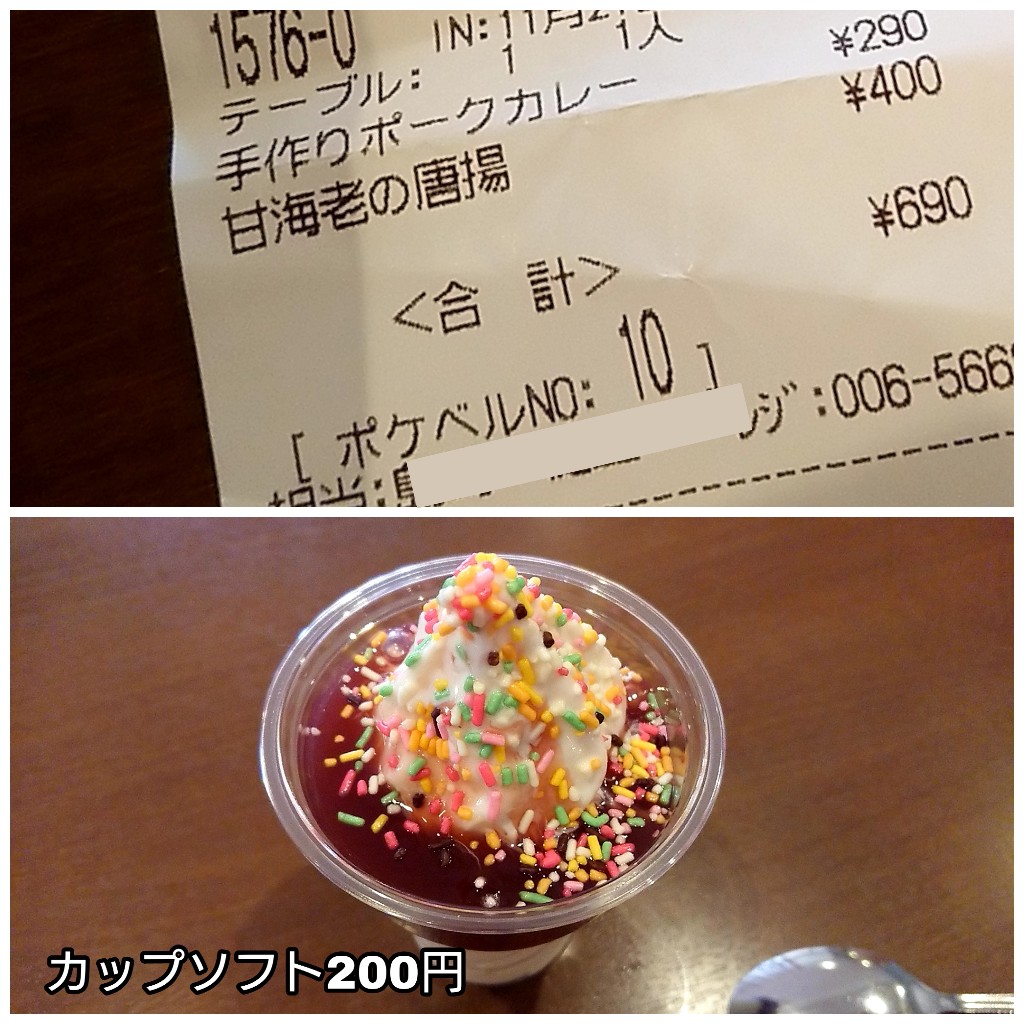 1576-0 IN:11月2
テーブル: 1 1人
手作りポークカレー ¥290
甘海老の唐揚 ¥400
<合 計> ¥690
[ ポケベルNO: 10 ]
担当: ジ:006-566
カップソフト200円